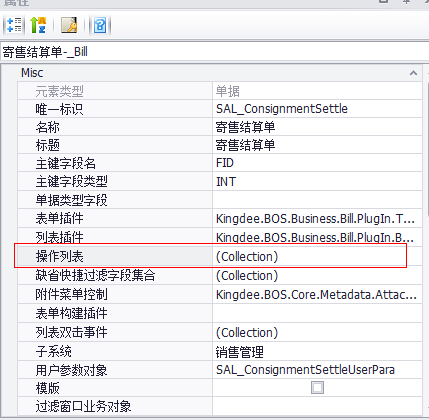 属性
寄售结算单-_Bill
Misc
元素类型 单据
唯一标识 SAL_ConsignmentSettle
名称 寄售结算单
标题 寄售结算单
主键字段名 FID
主键字段类型 INT
单据类型字段
表单插件 Kingdee.BOS.Business.Bill.PlugIn.T...
列表插件 Kingdee.BOS.Business.Bill.PlugIn.B...
操作列表 (Collection)
缺省快捷过滤字段集合 (Collection)
附件菜单控制 Kingdee.BOS.Core.Metadata.Attac...
表单构建插件
列表双击事件 (Collection)
子系统 销售管理
用户参数对象 SAL_ConsignmentSettleUserPara
模版
过滤窗口业务对象